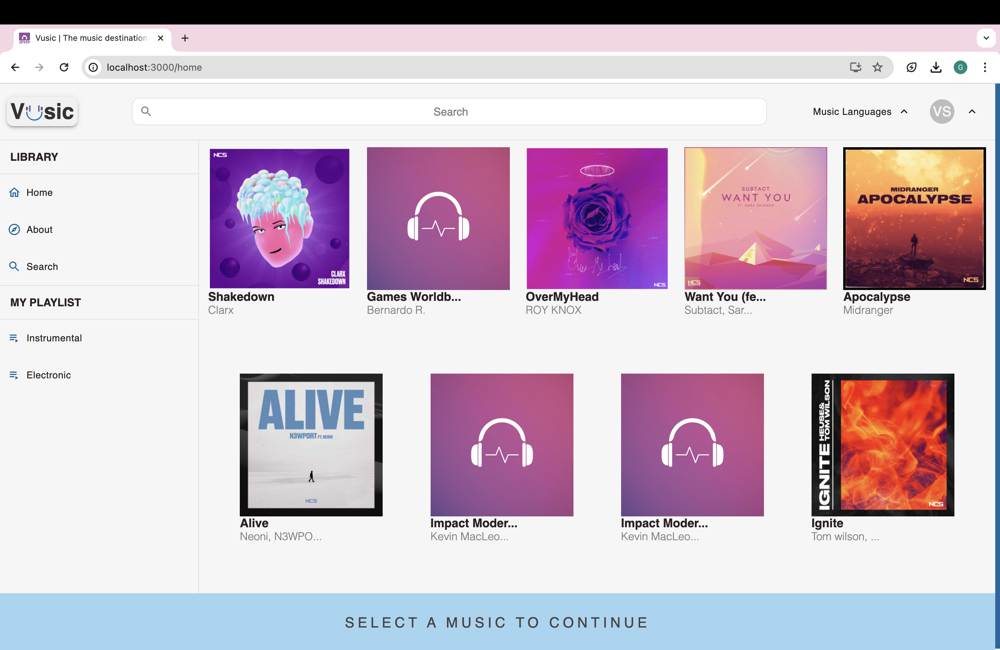 Vusic | The music destination
localhost:3000/home
G
Vusic
Search
Music Languages
VS
LIBRARY
Home
About
Search
MY PLAYLIST
Instrumental
Electronic
NCS
CLARX
SHAKEDOWN
Shakedown
Clarx
Games Worldb...
Bernardo R.
Over Me Head
NCS
OverMyHead
ROY KNOX
SUBTACT
WANT YOU
FT. SARA SKINNER
NCS
Want You (fe...
Subtact, Sar...
MIDRANGER
APOCALYPSE
NCS
Apocalypse
Midranger
ALIVE
N3WPORT FT. NEONI
NCS
Alive
Neoni, N3WPO...
Impact Moder...
Kevin MacLeo...
Impact Moder...
Kevin MacLeo...
IGNITE HEUSE& TOM WILSON
NCS
Ignite
Tom wilson, ...
SELECT A MUSIC TO CONTINUE